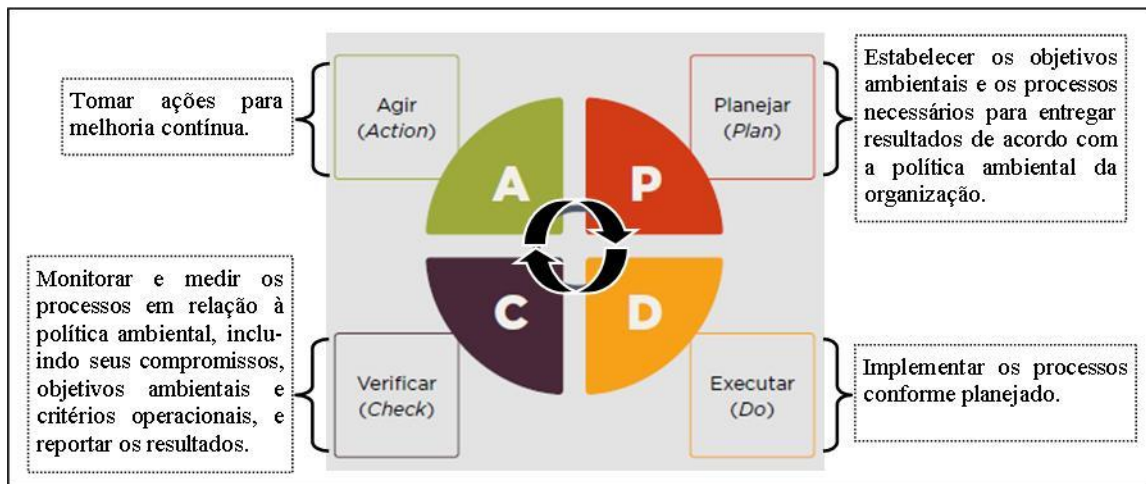 Tomar ações para
melhoria contínua.
Agir
(Action)
A
P
Planejar
(Plan)
Estabelecer os objetivos
ambientais e os processos
necessários para entregar
resultados de acordo com
a política ambiental da
organização.
Monitorar e medir os
processos em relação à
política ambiental, inclu-
indo seus compromissos,
objetivos ambientais e
critérios operacionais, e
reportar os resultados.
Verificar
(Check)
C
D
Executar
(Do)
Implementar os processos
conforme planejado.